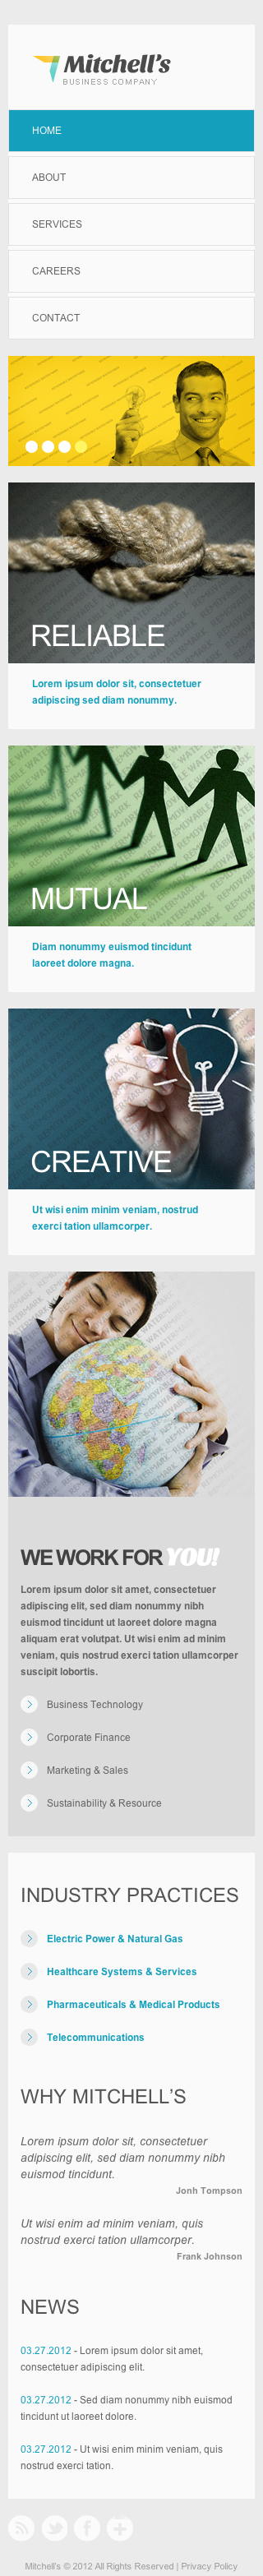 Mitchell's
BUSINESS COMPANY
HOME
ABOUT
SERVICES
CAREERS
CONTACT
RELIABLE
Lorem ipsum dolor sit, consectetuer
adipiscing sed diam nonummy.
MUTUAL
Diam nonummy euismod tincidunt
laoreet dolore magna.
CREATIVE
Ut wisi enim minim veniam, nostrud
exerci tation ullamcorper.
WE WORK FOR YOU!
Lorem ipsum dolor sit amet, consectetuer
adipiscing elit, sed diam nonummy nibh
euismod tincidunt ut laoreet dolore magna
aliquam erat volutpat. Ut wisi enim ad minim
veniam, quis nostrud exerci tation ullamcorper
suscipit lobortis.
Business Technology
Corporate Finance
Marketing & Sales
Sustainability & Resource
INDUSTRY PRACTICES
Electric Power & Natural Gas
Healthcare Systems & Services
Pharmaceuticals & Medical Products
Telecommunications
WHY MITCHELL'S
Lorem ipsum dolor sit, consectetuer
adipiscing elit, sed diam nonummy nibh
euismod tincidunt.
Jonh Tompson
Ut wisi enim ad minim veniam, quis
nostrud exerci tation ullamcorper.
Frank Johnson
NEWS
03.27.2012 - Lorem ipsum dolor sit amet,
consectetuer adipiscing elit.
03.27.2012 - Sed diam nonummy nibh euismod
tincidunt ut laoreet dolore.
03.27.2012 - Ut wisi enim minim veniam, quis
nostrud exerci tation.
Mitchell's © 2012 All Rights Reserved | Privacy Policy